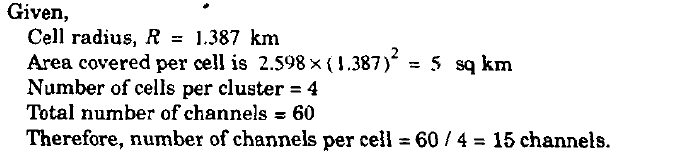 Given,
Cell radius, R = 1.387 km
Area covered per cell is 2.598 × (1.387)² = 5 sq km
Number of cells per cluster = 4
Total number of channels = 60
Therefore, number of channels per cell = 60 / 4 = 15 channels.